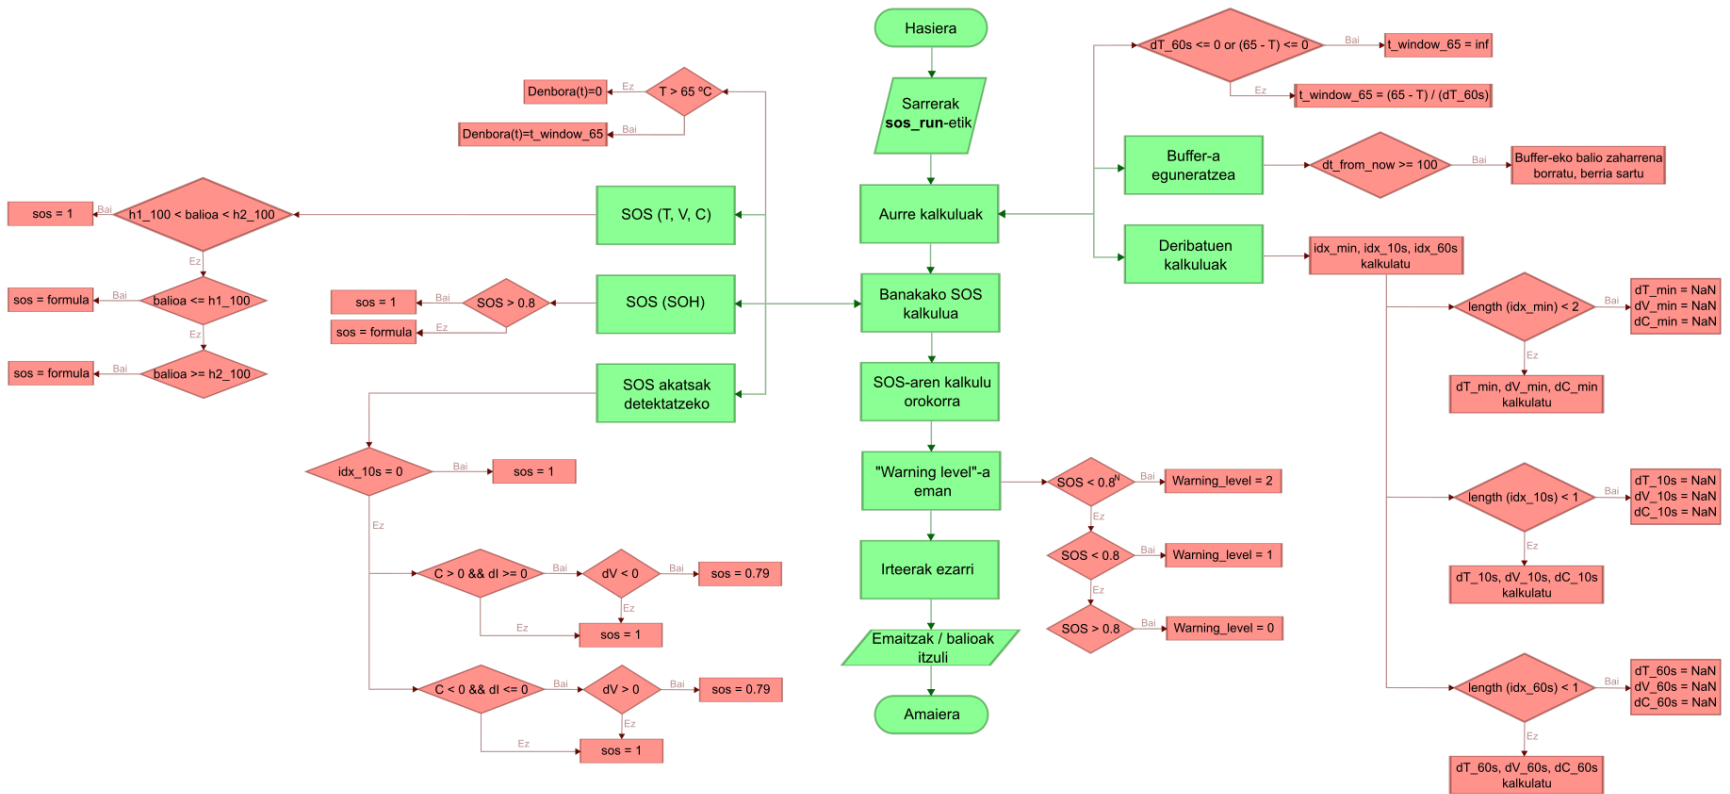 Hasiera
Sarrerak
sos_run-etik
Aurre kalkuluak
Banakako SOS
kalkulua
SOS-aren kalkulu
orokorra
"Warning level"-a
eman
Irteerak ezarri
Emaitzak / balioak
itzuli
Amaiera
dT_60s <= 0 or (65 - T) <= 0
Bai
t_window_65 = inf
Ez
t_window_65 = (65 - T) / (dT_60s)
Buffer-a
eguneratzea
dt_from_now >= 100
Bai
Buffer-eko balio zaharrena
borratu, berria sartu
Deribatuen
kalkuluak
idx_min, idx_10s, idx_60s
kalkulatu
length (idx_min) < 2
Bai
dT_min = NaN
dV_min = NaN
dC_min = NaN
Ez
dT_min, dV_min, dC_min
kalkulatu
length (idx_10s) < 1
Bai
dT_10s = NaN
dV_10s = NaN
dC_10s = NaN
Ez
dT_10s, dV_10s, dC_10s
kalkulatu
length (idx_60s) < 1
Bai
dT_60s = NaN
dV_60s = NaN
dC_60s = NaN
Ez
dT_60s, dV_60s, dC_60s
kalkulatu
T > 65 ºC
Ez
Denbora(t)=0
Bai
Denbora(t)=t_window_65
SOS (T, V, C)
h1_100 < balioa < h2_100
Bai
sos = 1
Ez
balioa <= h1_100
Bai
sos = formula
Ez
balioa >= h2_100
Bai
sos = formula
SOS (SOH)
SOS > 0.8
Bai
sos = 1
Ez
sos = formula
SOS akatsak
detektatzeko
idx_10s = 0
Bai
sos = 1
Ez
C > 0 && dI >= 0
Bai
dV < 0
Bai
sos = 0.79
Ez
Ez
sos = 1
C < 0 && dI <= 0
Bai
dV > 0
Bai
sos = 0.79
Ez
Ez
sos = 1
SOS < 0.8ᴺ
Bai
Warning_level = 2
Ez
SOS < 0.8
Bai
Warning_level = 1
Ez
SOS > 0.8
Bai
Warning_level = 0